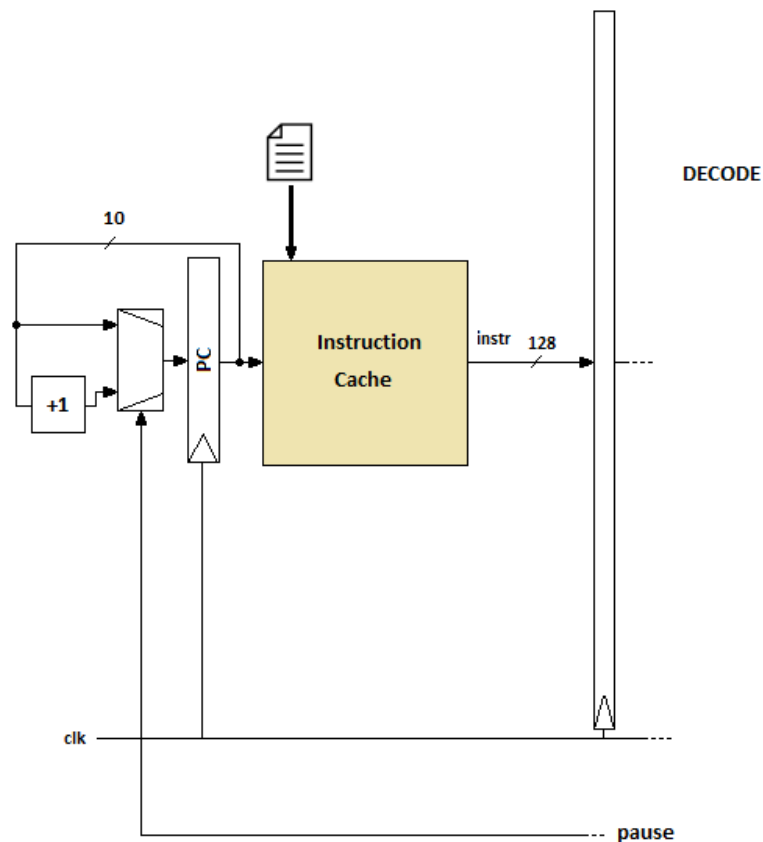 DECODE
10
Instruction
Cache
instr 128
PC
+1
clk
pause